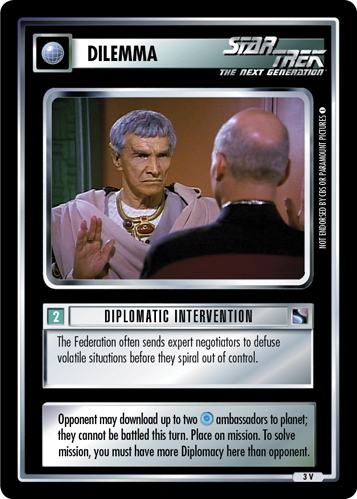 DILEMMA
STAR TREK
THE NEXT GENERATION
NOT ENDORSED BY CBS OR PARAMOUNT PICTURES
2 DIPLOMATIC INTERVENTION
The Federation often sends expert negotiators to defuse
volatile situations before they spiral out of control.
Opponent may download up to two ambassadors to planet;
they cannot be battled this turn. Place on mission. To solve
mission, you must have more Diplomacy here than opponent.
3 V